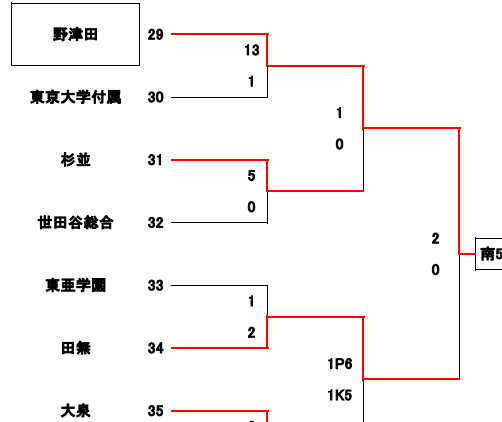 野津田 29
13
1
東京大学付属 30
1
0
杉並 31
5
0
世田谷総合 32
2
0
南5
東亜学園 33
1
2
田無 34
1P6
1K5
大泉 35